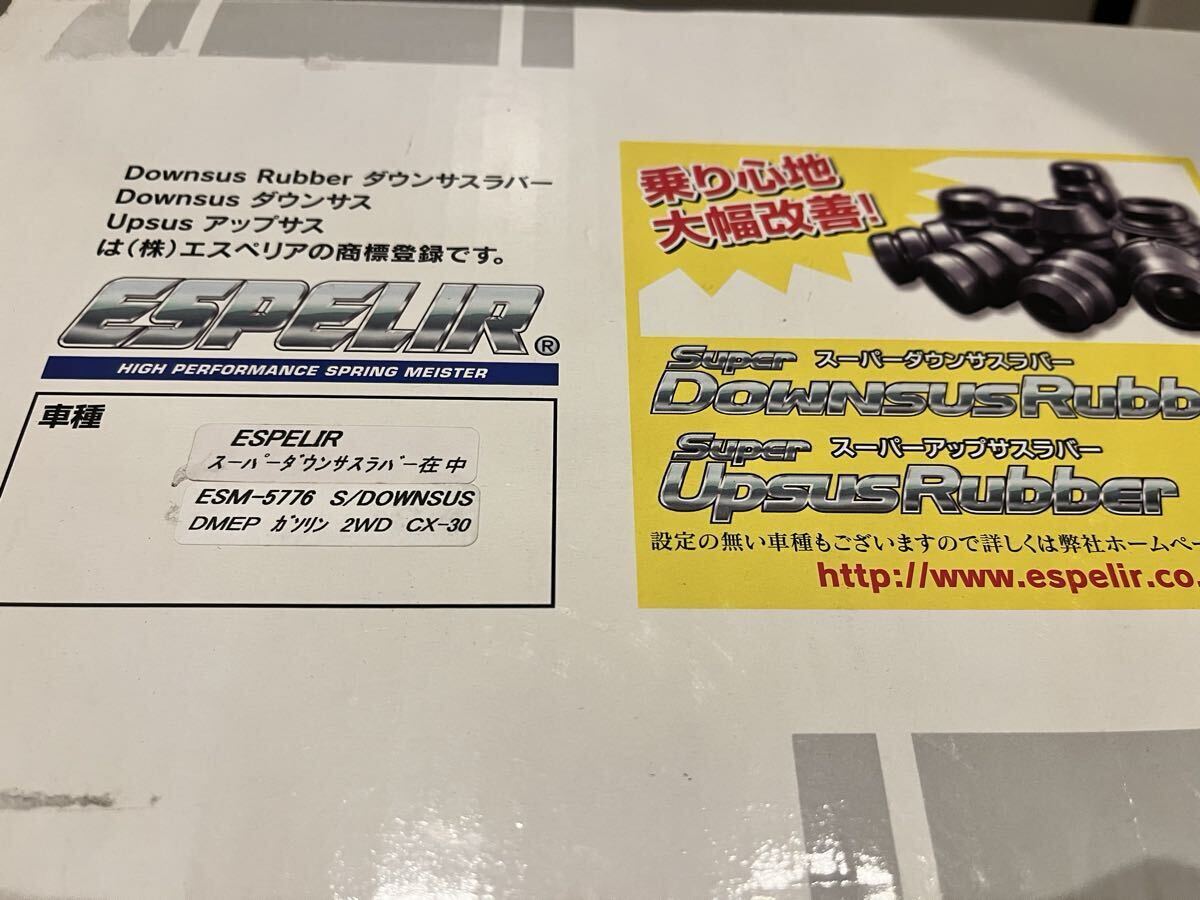 Downsus Rubber ダウンサスラバー
Downsus ダウンサス
Upsus アップサス
は(株)エスペリアの商標登録です。
ESPELIR®
HIGH PERFORMANCE SPRING MEISTER
車種
ESPELIR
スーパーダウンサスラバー在中
ESM-5776 S/DOWNSUS
DMEP ガソリン 2WD CX-30
乗り心地
大幅改善!
Super スーパーダウンサスラバー
DOWNSUSRubb
Super スーパーアップサスラバー
UpsusRubber
設定の無い車種もございますので詳しくは弊社ホームペー
http://www.espelir.co.